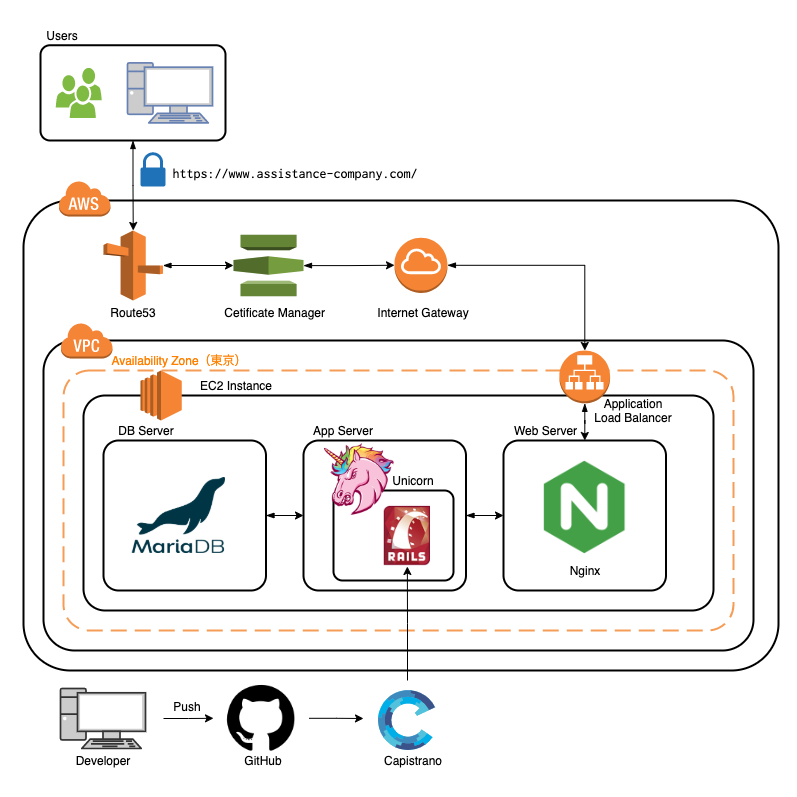 Users
https://www.assistance-company.com/
AWS
Route53
Cetificate Manager
Internet Gateway
VPC
Availability Zone（東京）
EC2 Instance
Application
Load Balancer
DB Server
App Server
Web Server
Unicorn
MariaDB
RAILS
N
Nginx
Push
Developer
GitHub
Capistrano